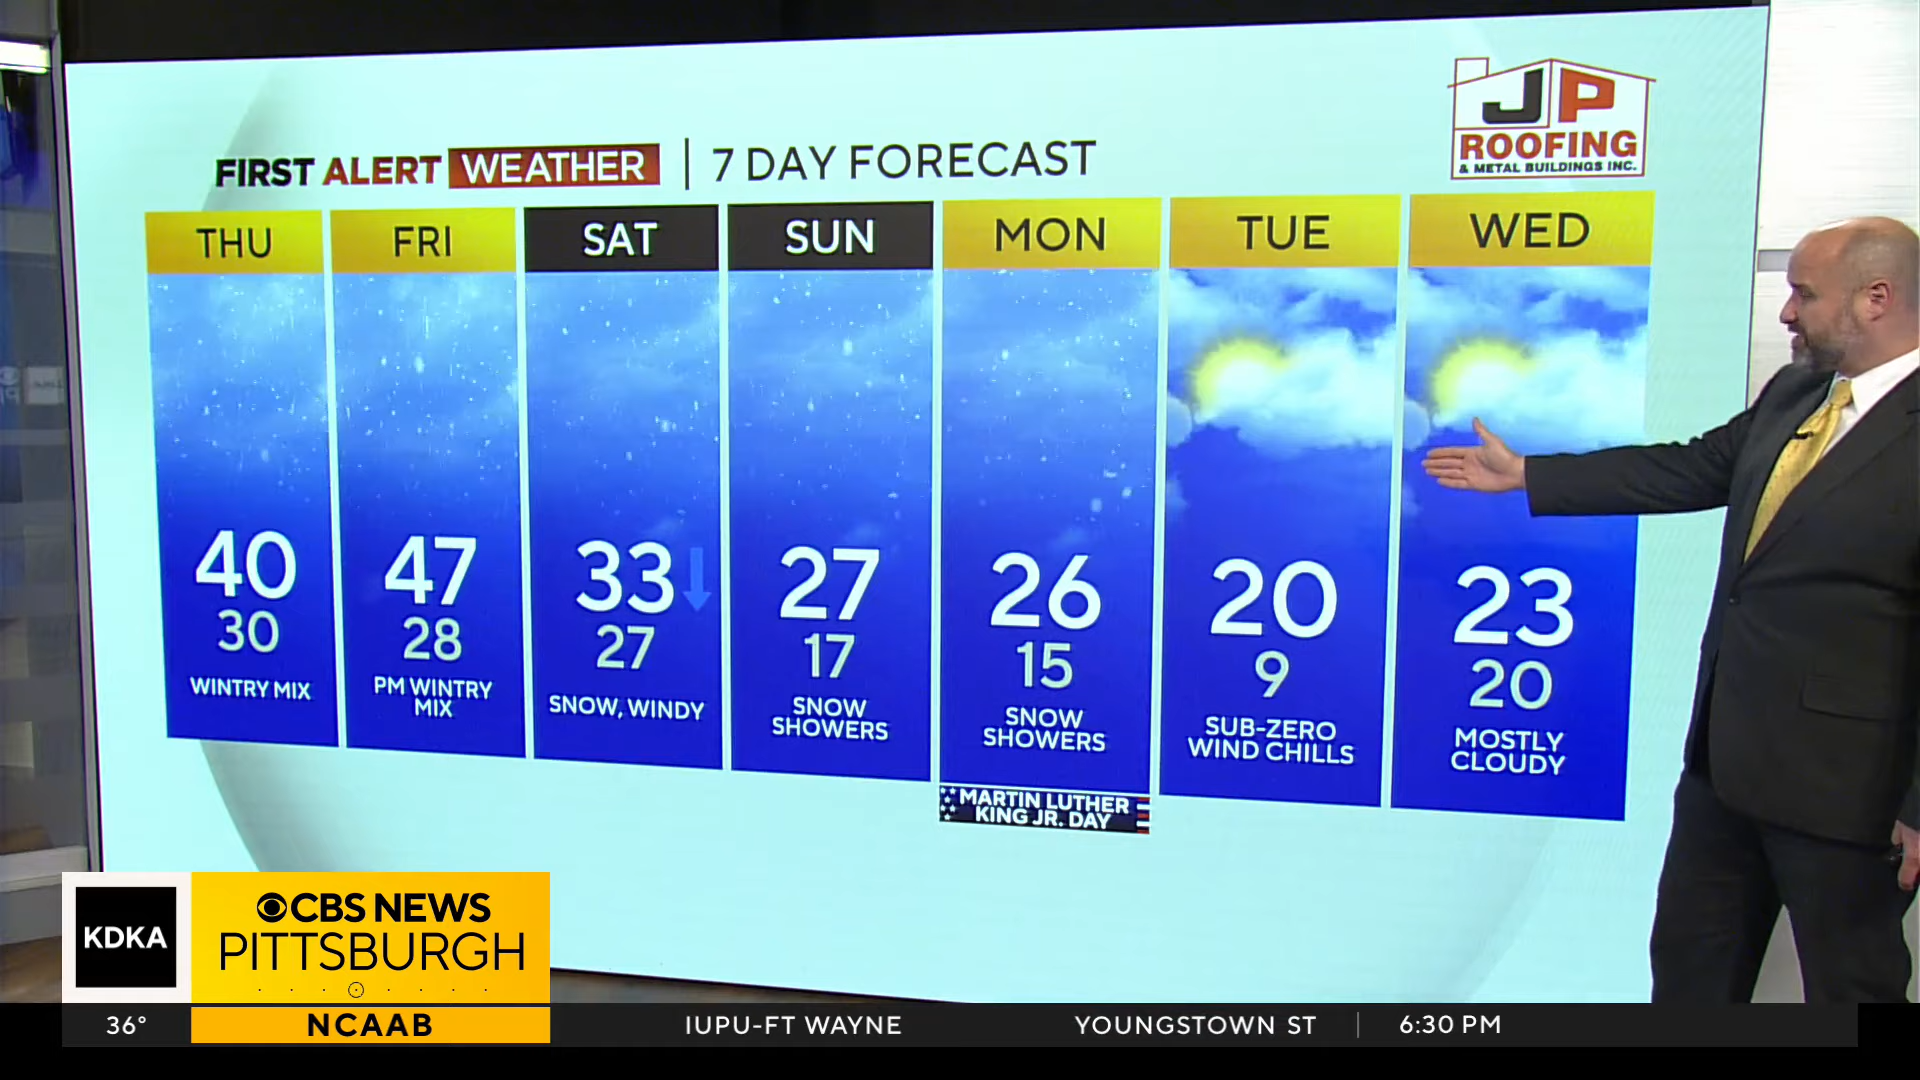 JP
ROOFING
& METAL BUILDINGS INC.
FIRST ALERT WEATHER | 7 DAY FORECAST
THU
40
30
WINTRY MIX
FRI
47
28
PM WINTRY
MIX
SAT
33
27
SNOW, WINDY
SUN
27
17
SNOW
SHOWERS
MON
26
15
SNOW
SHOWERS
MARTIN LUTHER
KING JR. DAY
TUE
20
9
SUB-ZERO
WIND CHILLS
WED
23
20
MOSTLY
CLOUDY
KDKA
CBS NEWS
PITTSBURGH
36°
NCAAB
IUPU-FT WAYNE
YOUNGSTOWN ST | 6:30 PM